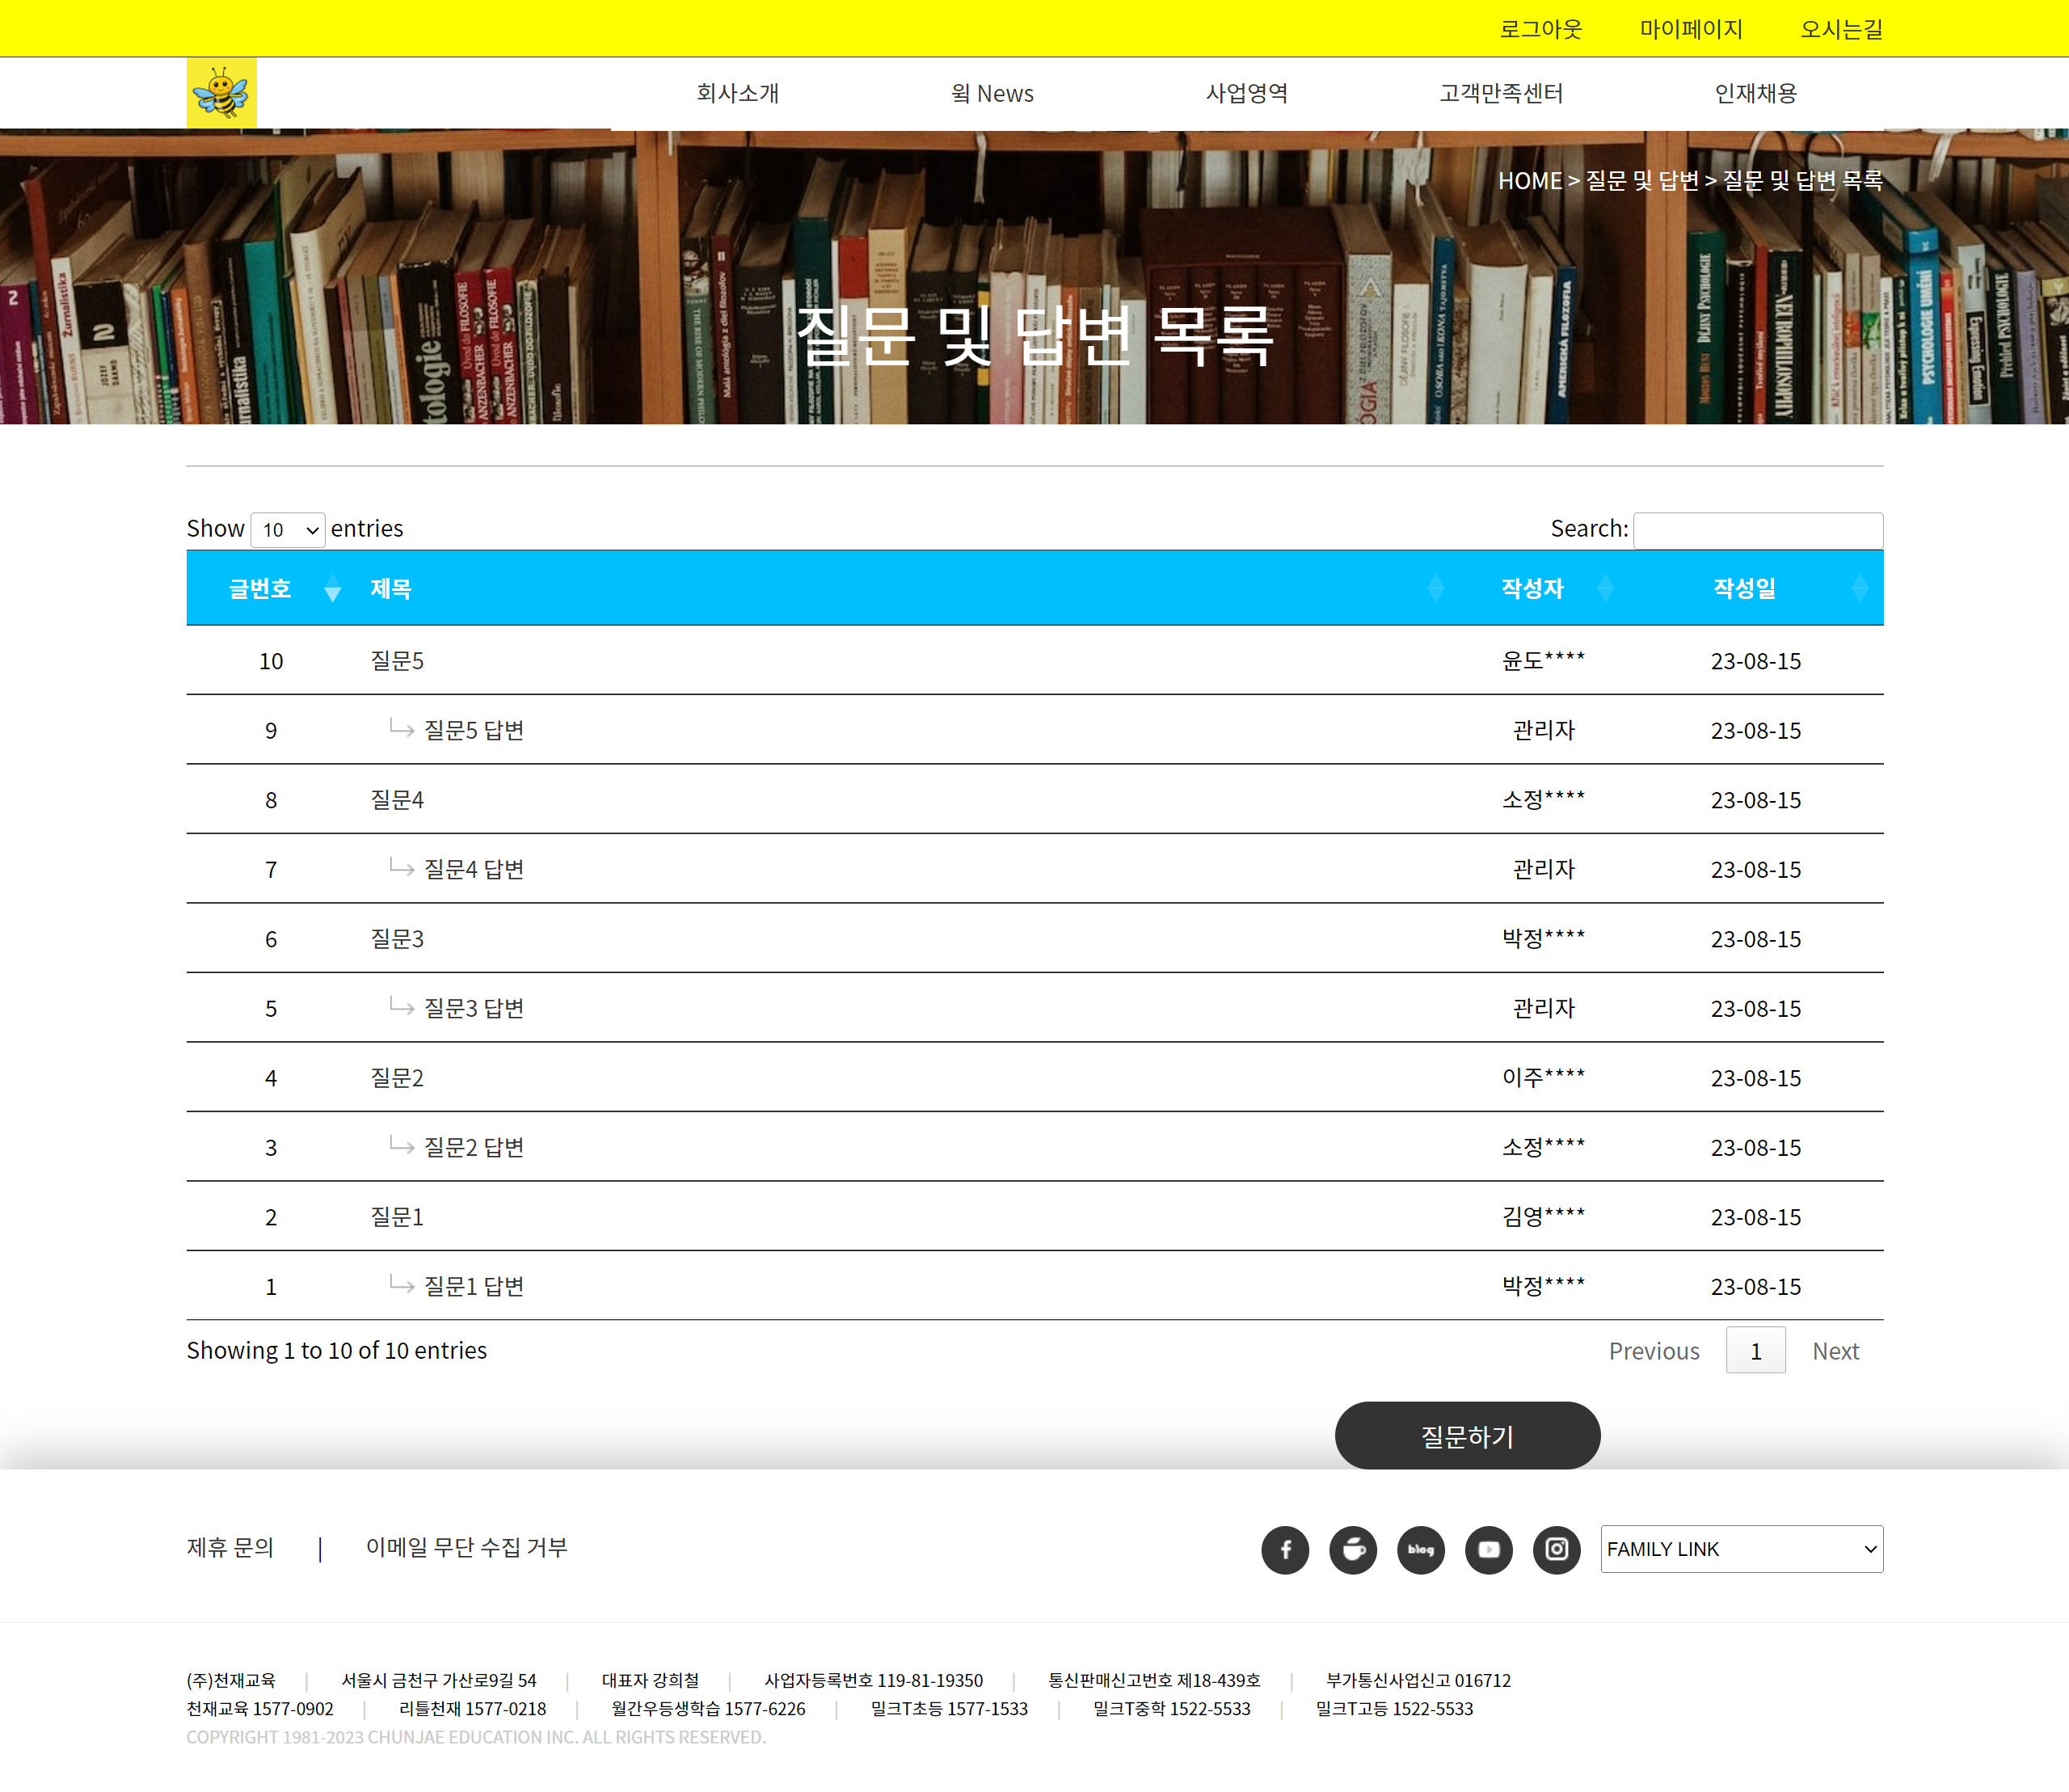 로그아웃 마이페이지 오시는길
회사소개 윜 News 사업영역 고객만족센터 인재채용
HOME > 질문 및 답변 > 질문 및 답변 목록
질문 및 답변 목록
Show 10 entries Search:
글번호 제목 작성자 작성일
10 질문5 윤도**** 23-08-15
9 질문5 답변 관리자 23-08-15
8 질문4 소정**** 23-08-15
7 질문4 답변 관리자 23-08-15
6 질문3 박정**** 23-08-15
5 질문3 답변 관리자 23-08-15
4 질문2 이주**** 23-08-15
3 질문2 답변 소정**** 23-08-15
2 질문1 김영**** 23-08-15
1 질문1 답변 박정**** 23-08-15
Showing 1 to 10 of 10 entries Previous 1 Next
질문하기
제휴 문의 | 이메일 무단 수집 거부 blog FAMILY LINK
(주)천재교육 | 서울시 금천구 가산로9길 54 | 대표자 강희철 | 사업자등록번호 119-81-19350 | 통신판매신고번호 제18-439호 | 부가통신사업신고 016712
천재교육 1577-0902 | 리틀천재 1577-0218 | 월간우등생학습 1577-6226 | 밀크T초등 1577-1533 | 밀크T중학 1522-5533 | 밀크T고등 1522-5533
COPYRIGHT 1981-2023 CHUNJAE EDUCATION INC. ALL RIGHTS RESERVED.